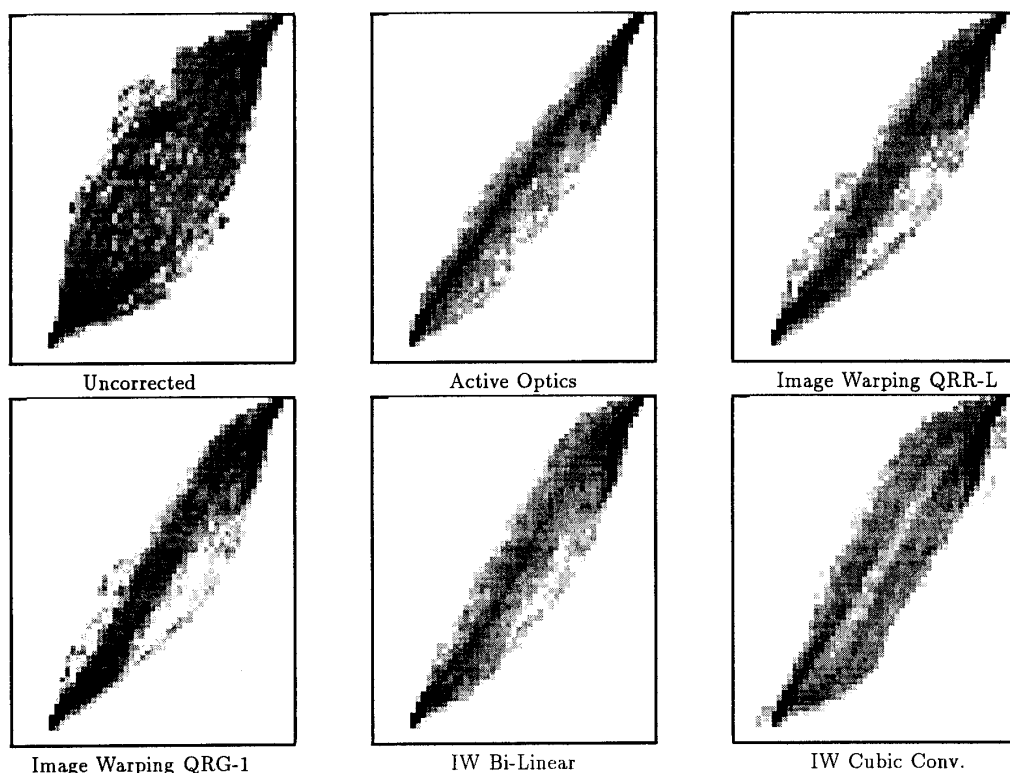 Uncorrected
Active Optics
Image Warping QRR-L
Image Warping QRG-1
IW Bi-Linear
IW Cubic Conv.